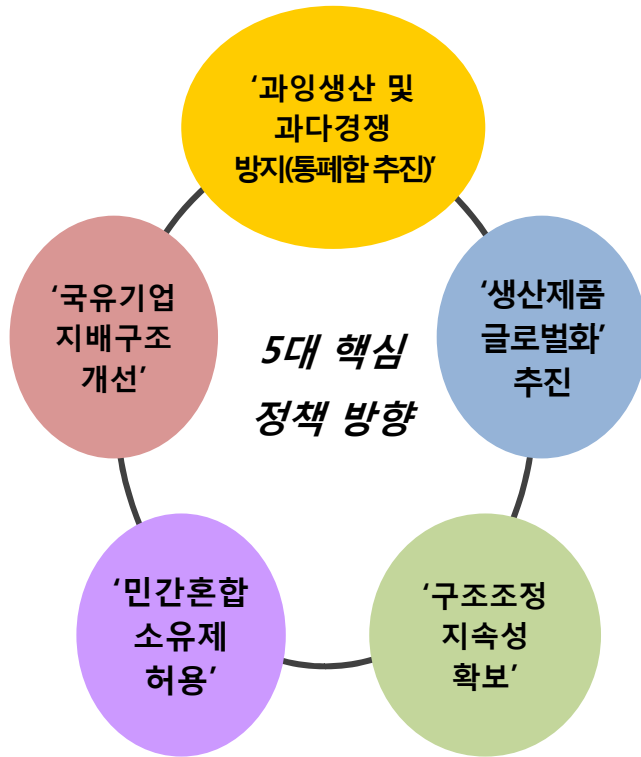 ‘과잉생산 및
과다경쟁
방지(통폐합 추진)’
‘국유기업
지배구조
개선’
‘생산제품
글로벌화’
추진
5대 핵심
정책 방향
‘민간혼합
소유제
허용’
‘구조조정
지속성
확보’